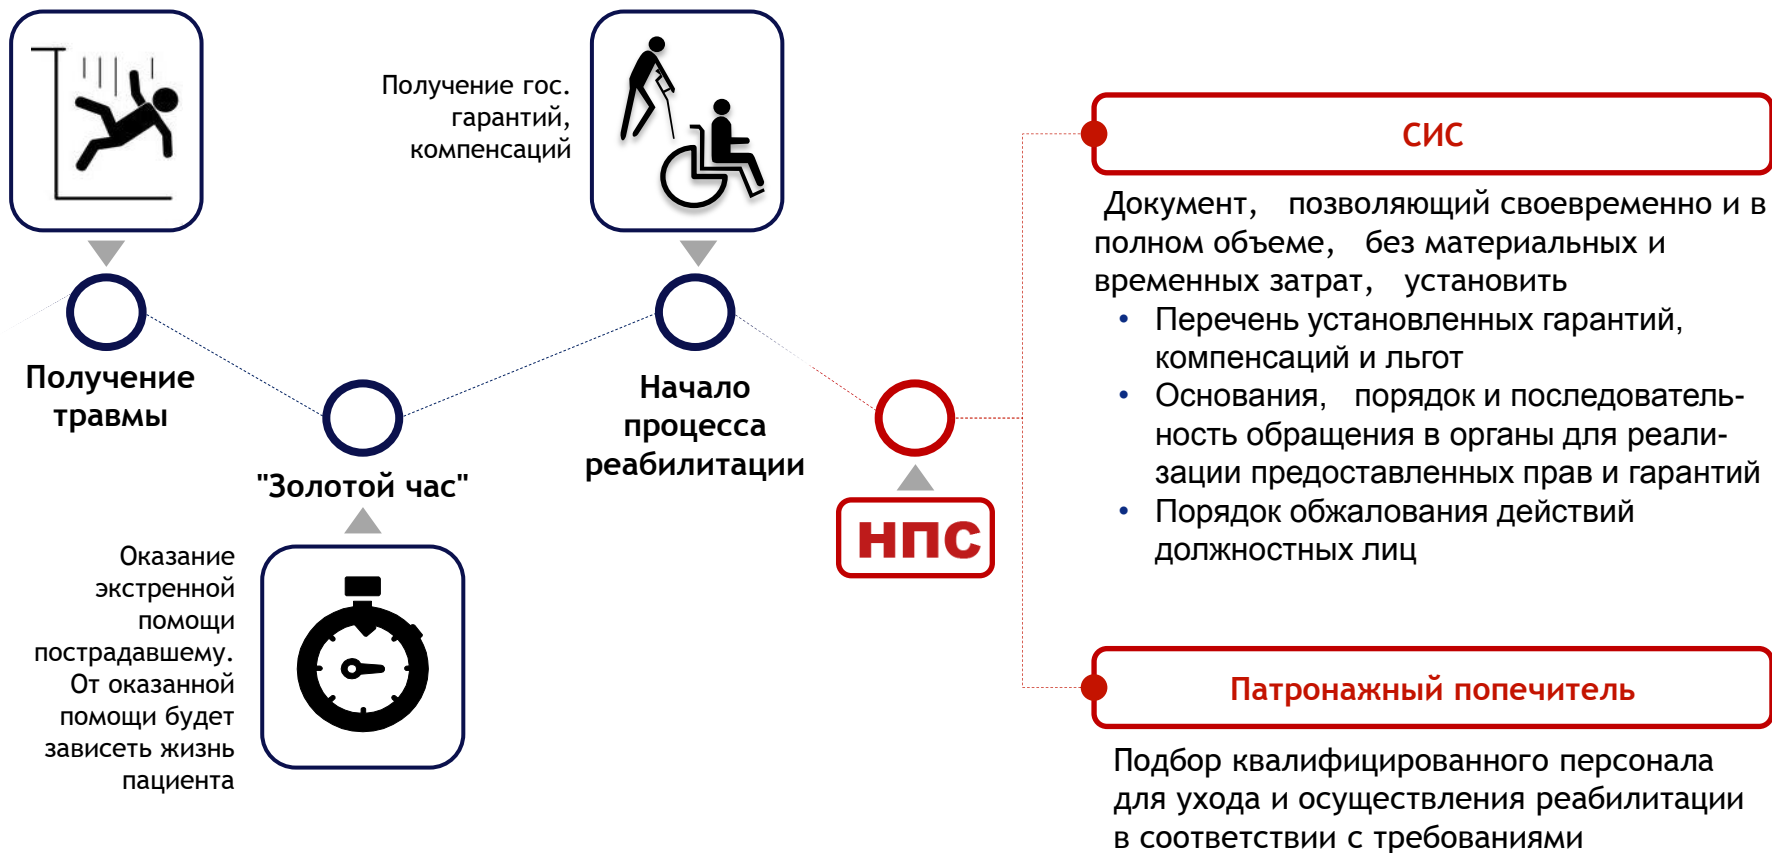 Получение
травмы
"Золотой час"
Оказание
экстренной
помощи
пострадавшему.
От оказанной
помощи будет
зависеть жизнь
пациента
Получение гос.
гарантий,
компенсаций
Начало
процесса
реабилитации
нпс
СИС
Документ, позволяющий своевременно и в
полном объеме, без материальных и
временных затрат, установить
• Перечень установленных гарантий,
компенсаций и льгот
• Основания, порядок и последователь-
ность обращения в органы для реали-
зации предоставленных прав и гарантий
• Порядок обжалования действий
должностных лиц
Патронажный попечитель
Подбор квалифицированного персонала
для ухода и осуществления реабилитации
в соответствии с требованиями